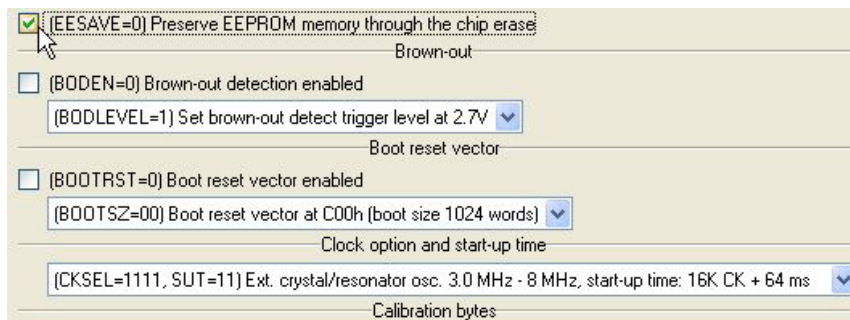 (EESAVE=0) Preserve EEPROM memory through the chip erase
Brown-out
(BODEN=0) Brown-out detection enabled
(BODLEVEL=1) Set brown-out detect trigger level at 2.7V
Boot reset vector
(BOOTRST=0) Boot reset vector enabled
(BOOTSZ=00) Boot reset vector at C00h (boot size 1024 words)
Clock option and start-up time
(CKSEL=1111, SUT=11) Ext. crystal/resonator osc. 3.0 MHz - 8 MHz, start-up time: 16K CK + 64 ms
Calibration bytes